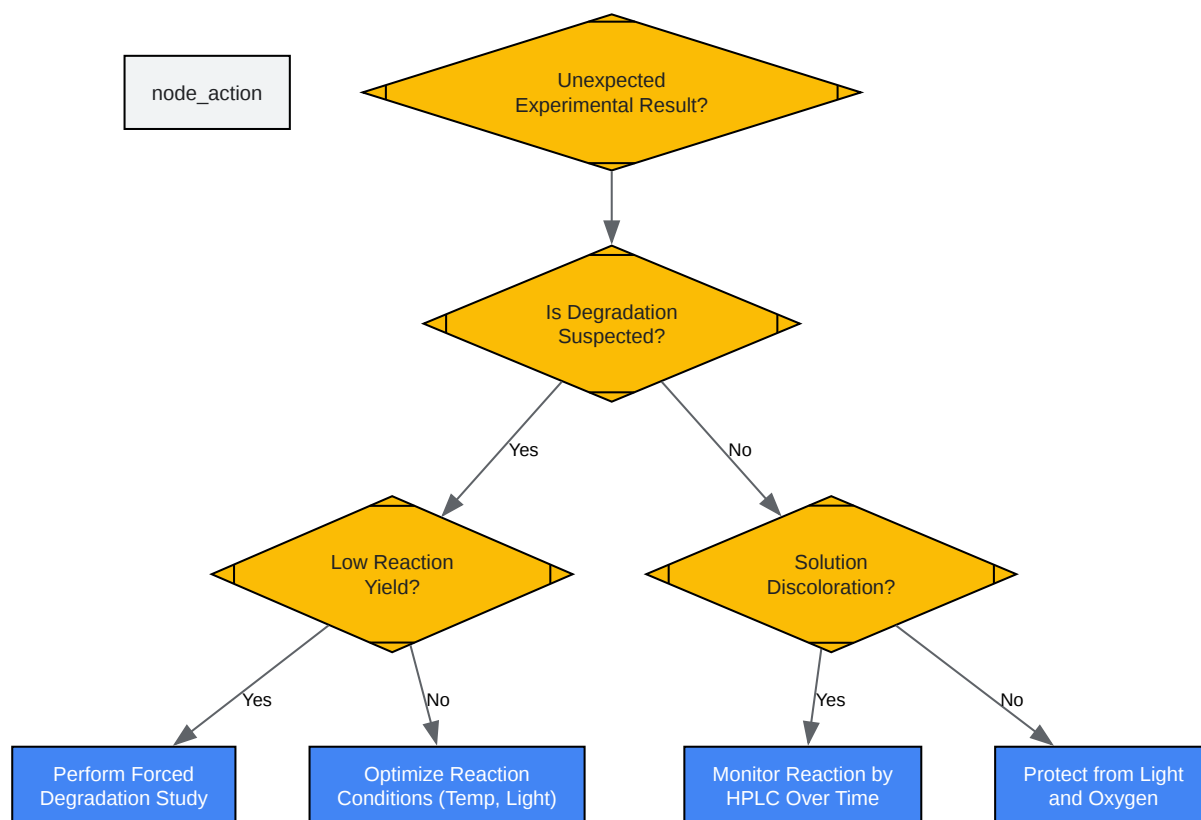 node_action
Unexpected
Experimental Result?
Is Degradation
Suspected?
Yes
No
Low Reaction
Yield?
Solution
Discoloration?
Yes
No
Yes
No
Perform Forced
Degradation Study
Optimize Reaction
Conditions (Temp, Light)
Monitor Reaction by
HPLC Over Time
Protect from Light
and Oxygen